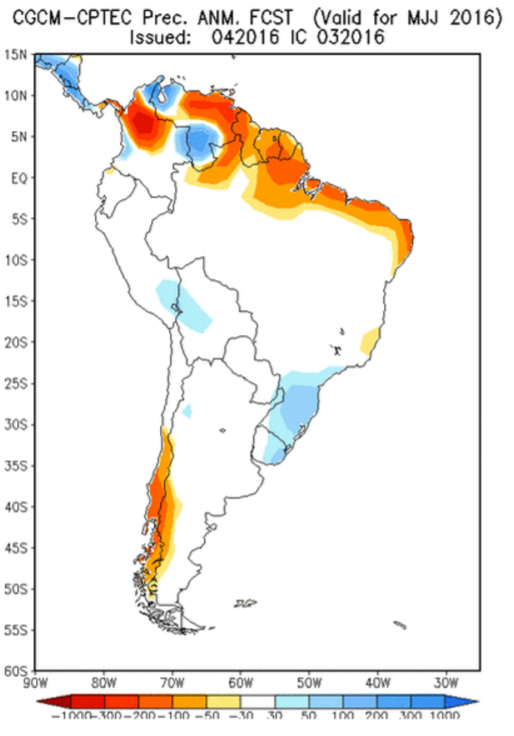 CGCM-CPTEC Prec. ANM. FCST (Valid for MJJ 2016)
Issued: 042016 IC 032016
15N
10N
5N
EQ
5S
10S
15S
20S
25S
30S
35S
40S
45S
50S
55S
60S
90W 80W 70W 60W 50W 40W 30W
-1000 -300 -200 -100 -50 -30 30 50 100 200 300 1000